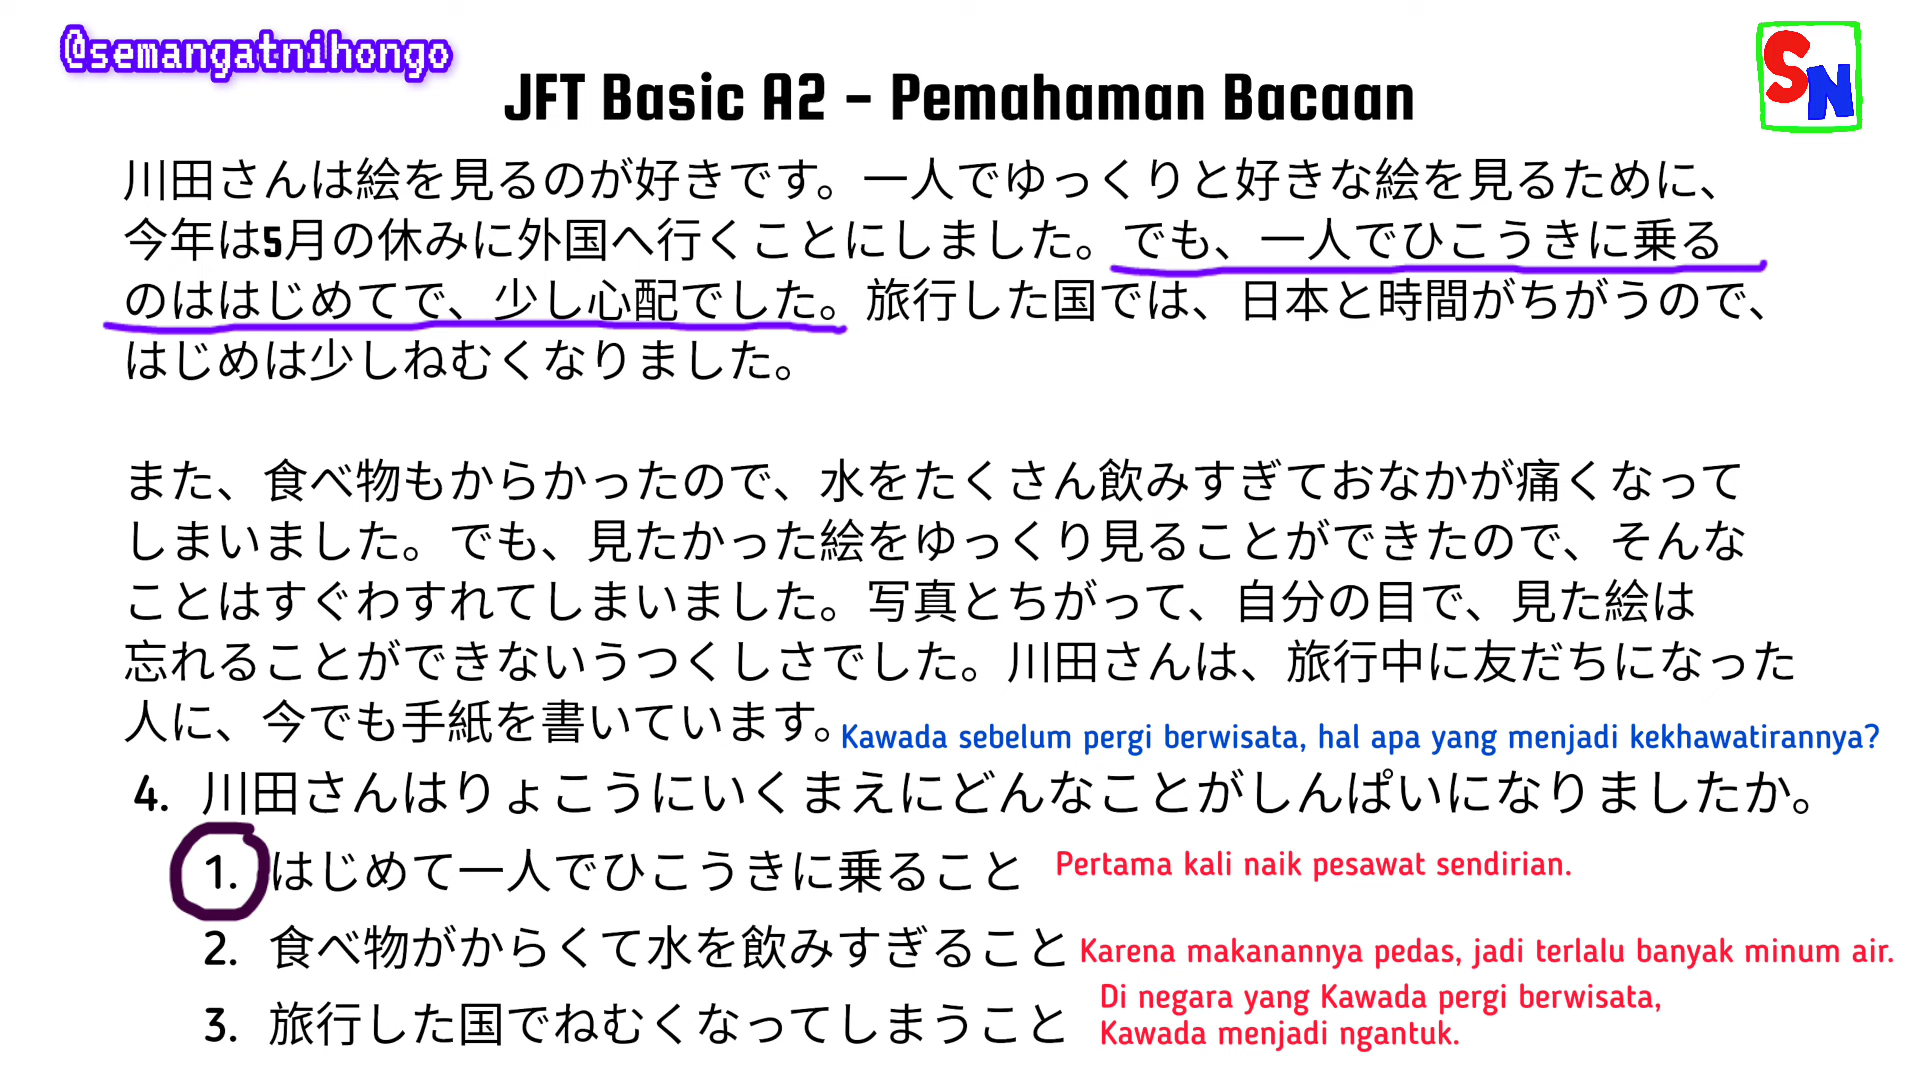 @semangatnihongo
SN
JFT Basic A2 - Pemahaman Bacaan
川田さんは絵を見るのが好きです。一人でゆっくりと好きな絵を見るために、
今年は5月の休みに外国へ行くことにしました。でも、一人でひこうきに乗る
のははじめてで、少し心配でした。旅行した国では、日本と時間がちがうので、
はじめは少しねむくなりました。
また、食べ物もからかったので、水をたくさん飲みすぎておなかが痛くなって
しまいました。でも、見たかった絵をゆっくり見ることができたので、そんな
ことはすぐわすれてしまいました。写真とちがって、自分の目で、見た絵は
忘れることができないうつくしさでした。川田さんは、旅行中に友だちになった
人に、今でも手紙を書いています。
Kawada sebelum pergi berwisata, hal apa yang menjadi kekhawatirannya?
4. 川田さんはりょこうにいくまえにどんなことがしんぱいになりましたか。
1. はじめて一人でひこうきに乗ること Pertama kali naik pesawat sendirian.
2. 食べ物がからくて水を飲みすぎること Karena makanannya pedas, jadi terlalu banyak minum air.
3. 旅行した国でねむくなってしまうこと Di negara yang Kawada pergi berwisata,
Kawada menjadi ngantuk.